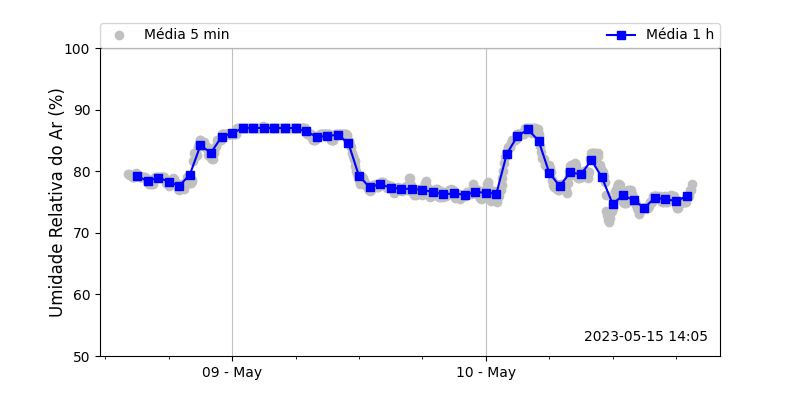 Média 5 min
Média 1 h
Umidade Relativa do Ar (%)
100
90
80
70
60
50
2023-05-15 14:05
09 - May
10 - May